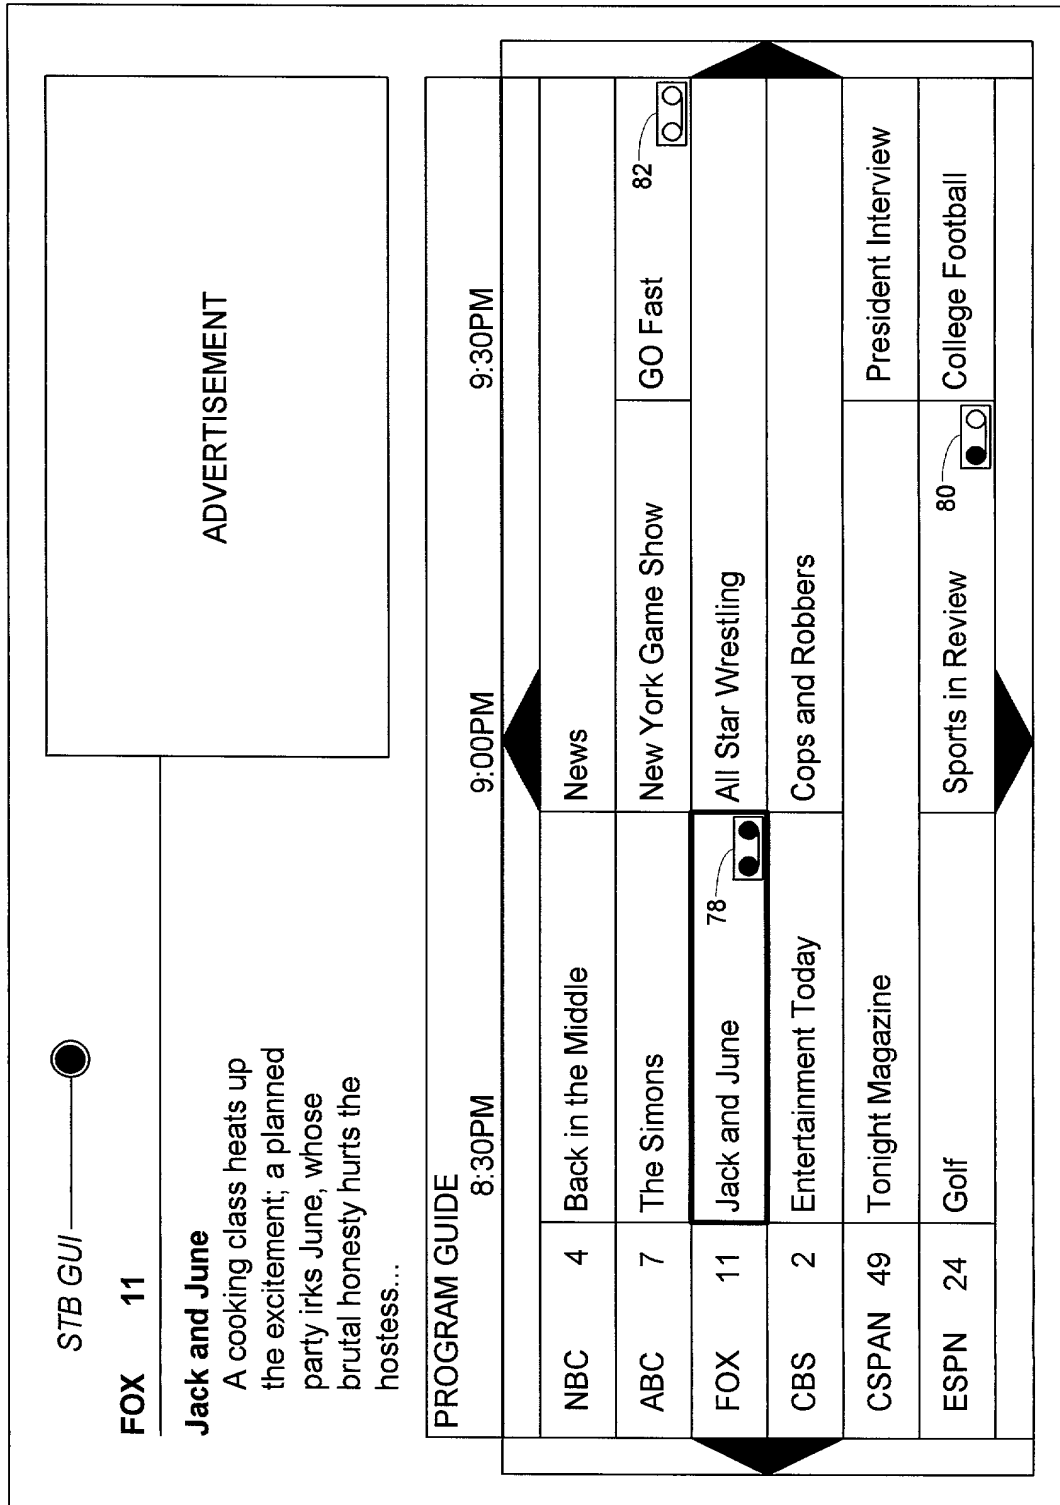 STB GUI
FOX 11
Jack and June
A cooking class heats up
the excitement; a planned
party irks June, whose
brutal honesty hurts the
hostess...
ADVERTISEMENT
PROGRAM GUIDE
8:30PM 9:00PM 9:30PM
NBC 4 Back in the Middle News
ABC 7 The Simons New York Game Show GO Fast 82
FOX 11 Jack and June 78 All Star Wrestling
CBS 2 Entertainment Today Cops and Robbers
CSPAN 49 Tonight Magazine President Interview
ESPN 24 Golf Sports in Review 80 College Football